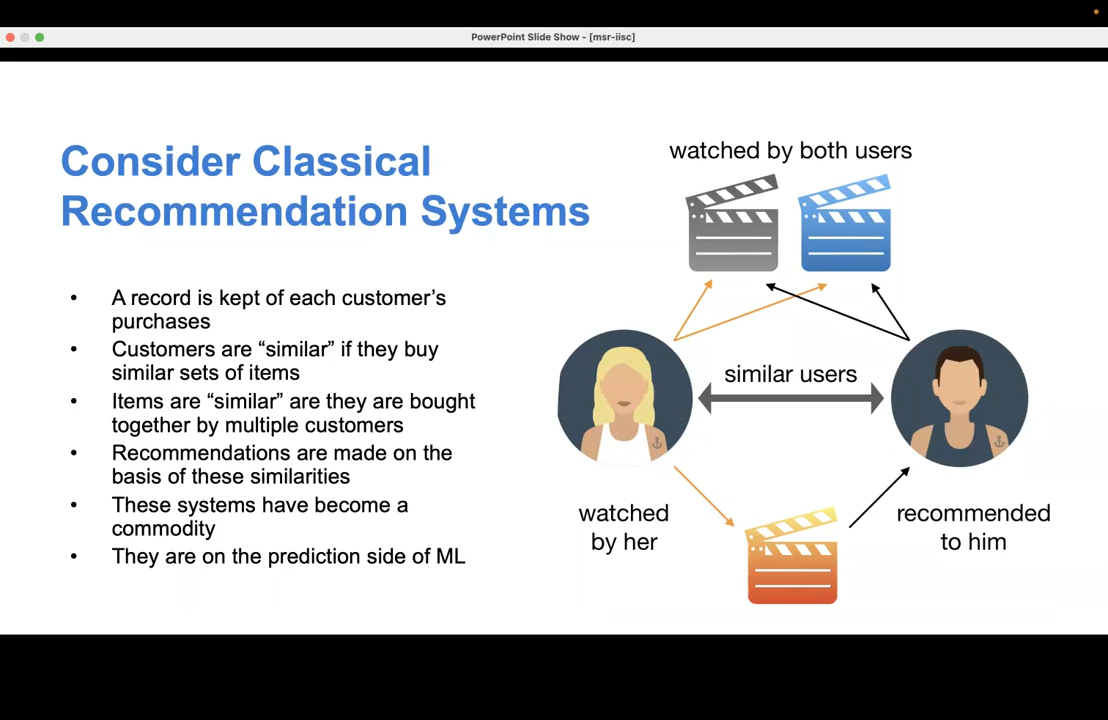 PowerPoint Slide Show - [msr-iisc]
Consider Classical
Recommendation Systems
• A record is kept of each customer’s
purchases
• Customers are “similar” if they buy
similar sets of items
• Items are “similar” are they are bought
together by multiple customers
• Recommendations are made on the
basis of these similarities
• These systems have become a
commodity
• They are on the prediction side of ML
watched by both users
similar users
watched
by her
recommended
to him